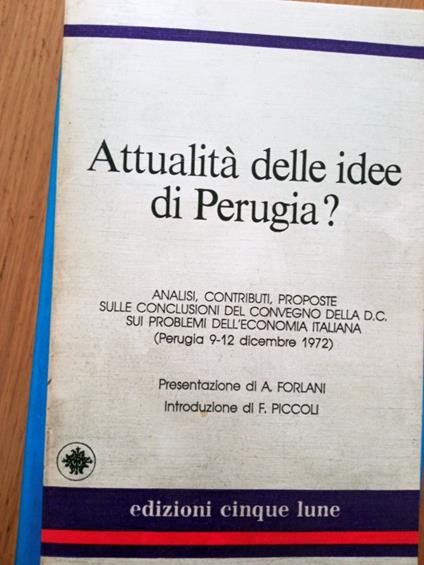 Attualità delle idee
di Perugia?
ANALISI, CONTRIBUTI, PROPOSTE
SULLE CONCLUSIONI DEL CONVEGNO DELLA D.C.
SUI PROBLEMI DELL'ECONOMIA ITALIANA
(Perugia 9-12 dicembre 1972)
Presentazione di A. FORLANI
Introduzione di F. PICCOLI
edizioni cinque lune